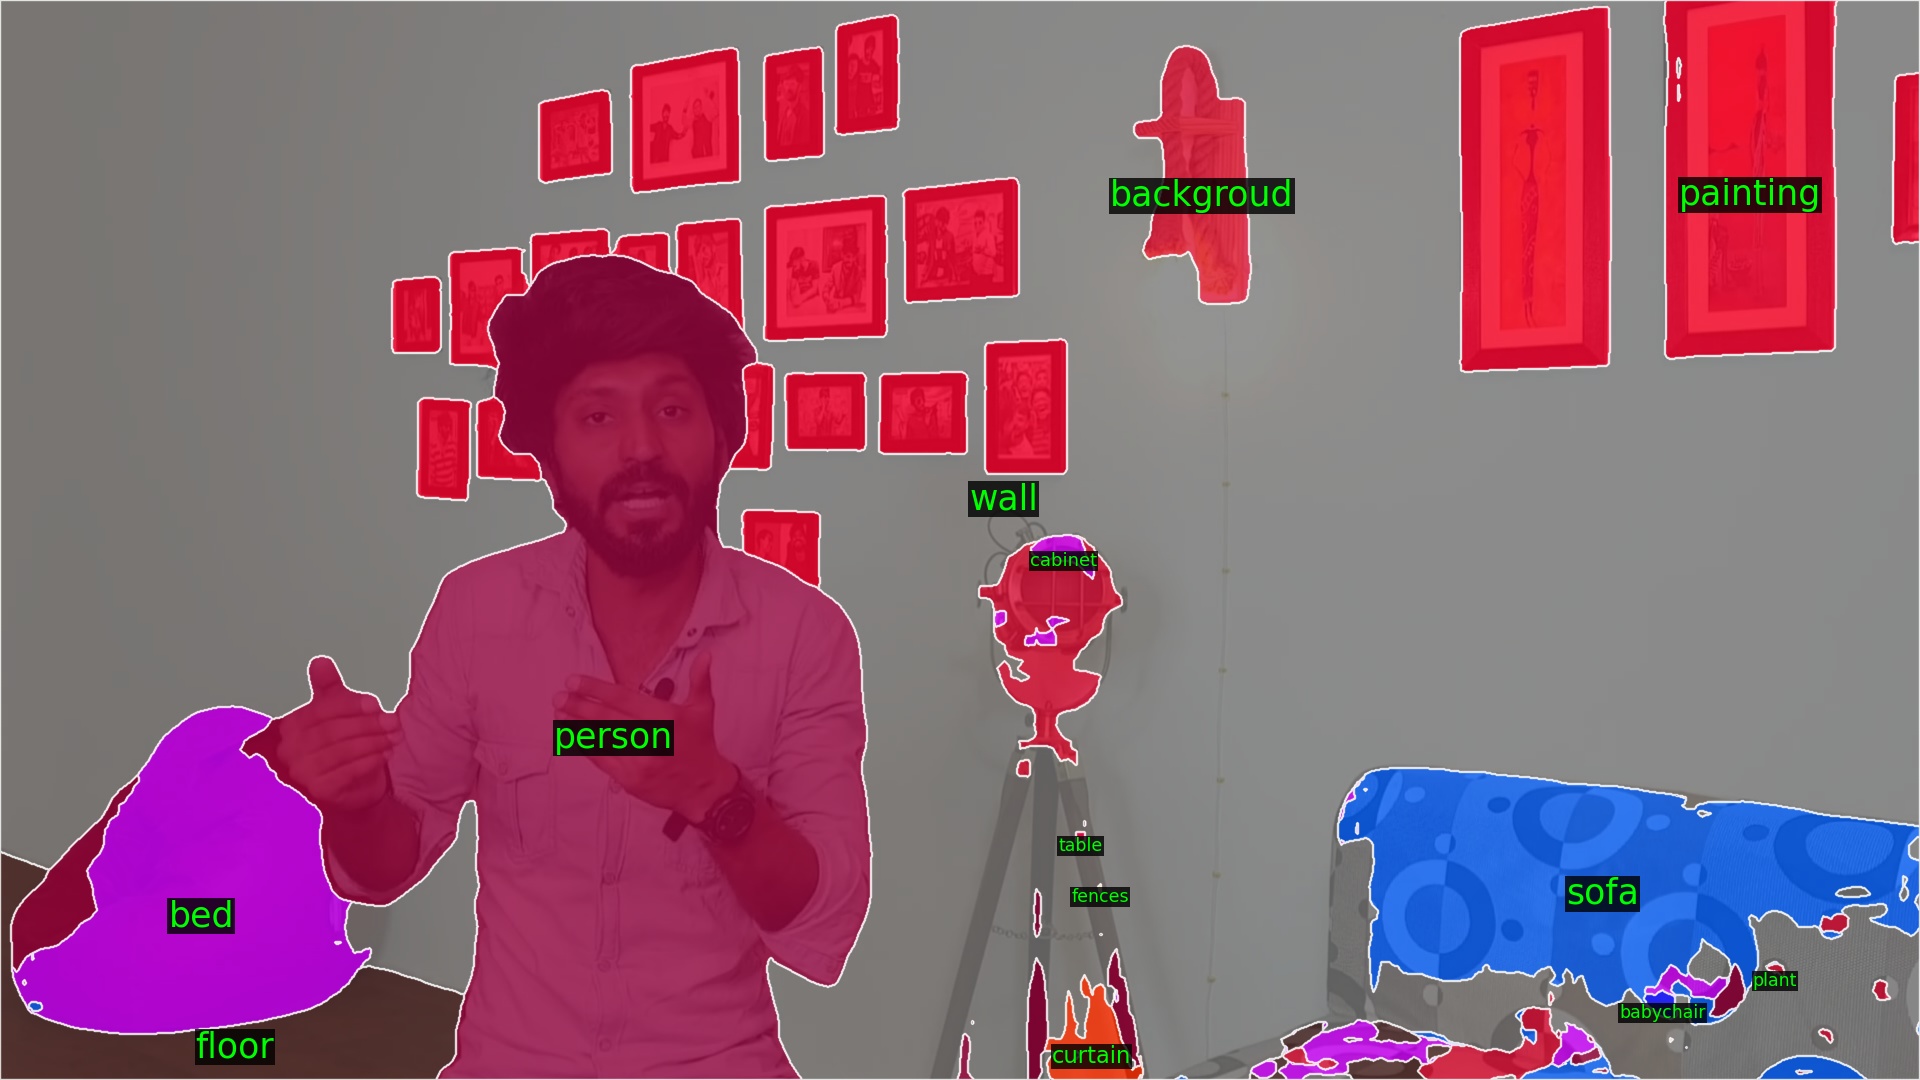 backgroud
painting
wall
cabinet
person
table
sofa
fences
bed
plant
babychair
floor
curtain